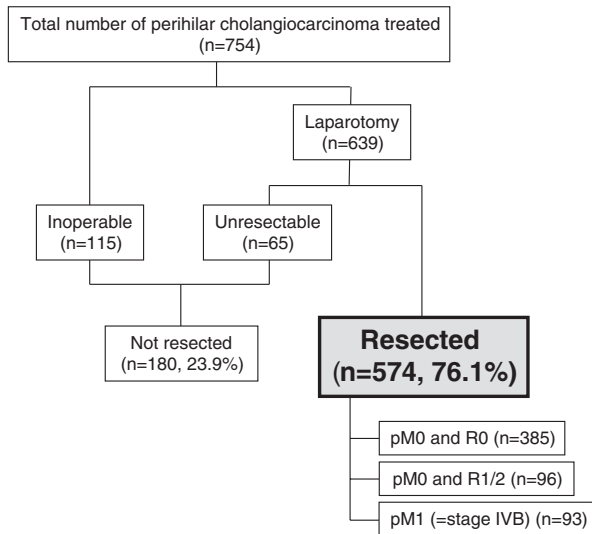 Total number of perihilar cholangiocarcinoma treated
(n=754)
Laparotomy
(n=639)
Inoperable
(n=115)
Unresectable
(n=65)
Not resected
(n=180, 23.9%)
Resected
(n=574, 76.1%)
pM0 and R0 (n=385)
pM0 and R1/2 (n=96)
pM1 (=stage IVB) (n=93)